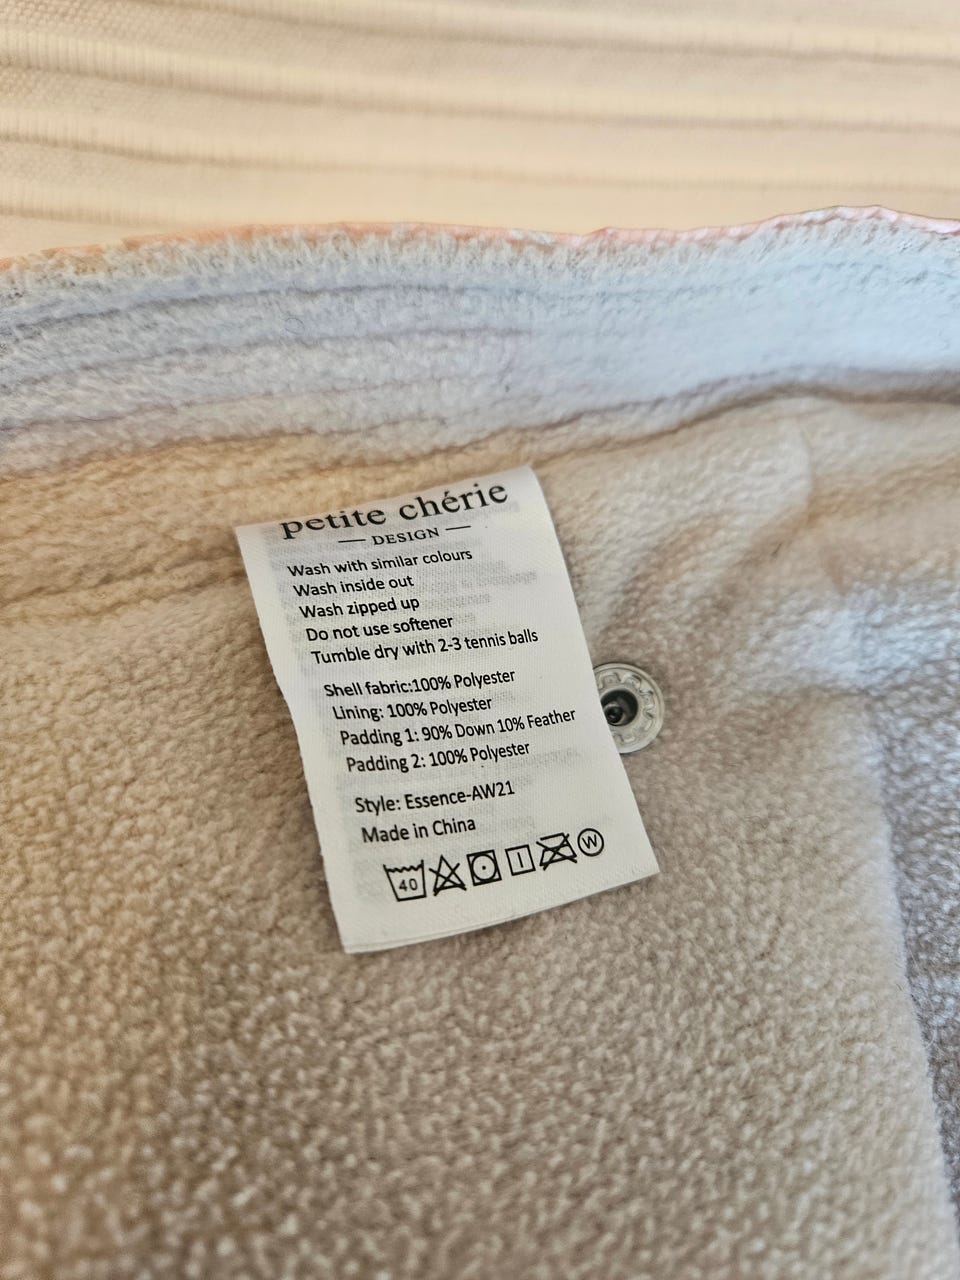 petite chérie
— DESIGN —
Wash with similar colours
Wash inside out
Wash zipped up
Do not use softener
Tumble dry with 2-3 tennis balls
Shell fabric:100% Polyester
Lining: 100% Polyester
Padding 1: 90% Down 10% Feather
Padding 2: 100% Polyester
Style: Essence-AW21
Made in China
40 W